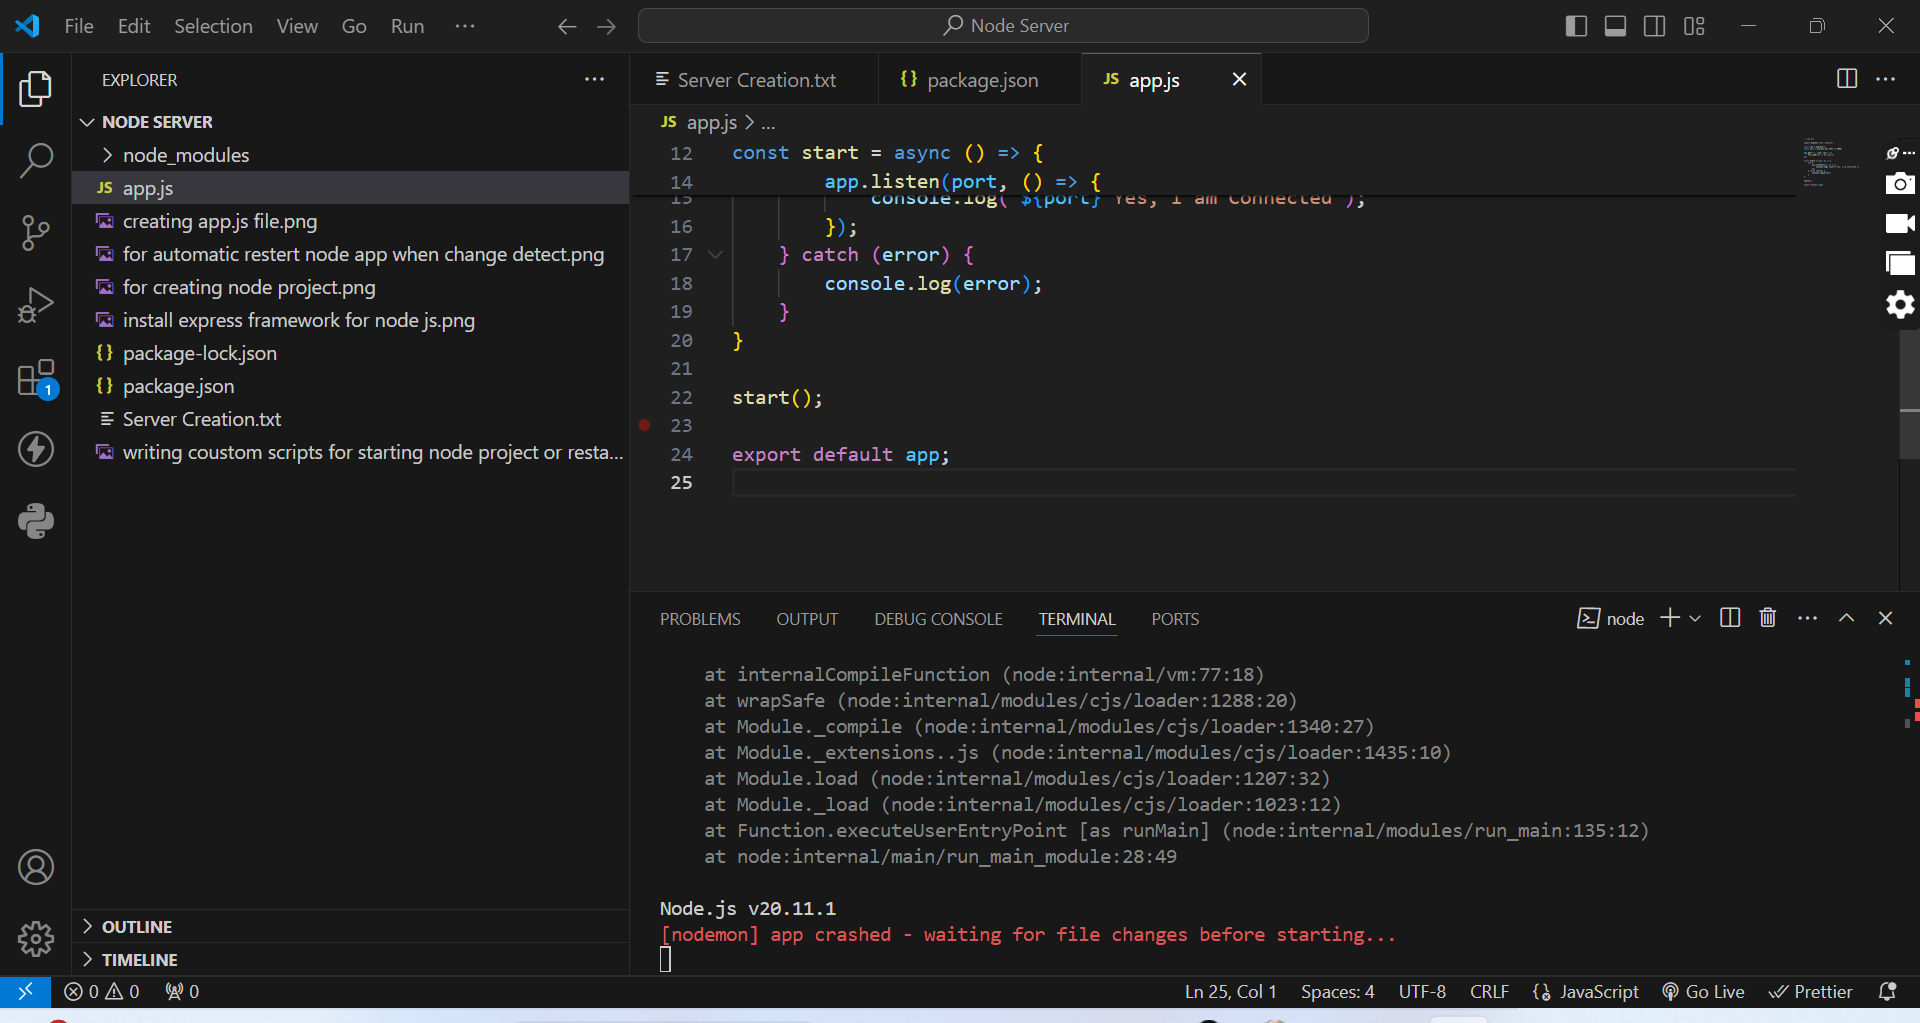 File Edit Selection View Go Run ···
Node Server
EXPLORER ···
NODE SERVER
node_modules
JS app.js
creating app.js file.png
for automatic restert node app when change detect.png
for creating node project.png
install express framework for node js.png
{} package-lock.json
{} package.json
Server Creation.txt
writing coustom scripts for starting node project or resta...
1
OUTLINE
TIMELINE
Server Creation.txt
{} package.json
JS app.js
JS app.js > ...
12 const start = async () => {
14 app.listen(port, () => {
15 console.log(`${port} Yes, I am Connected`);
16 });
17 } catch (error) {
18 console.log(error);
19 }
20 }
21
22 start();
23
24 export default app;
25
PROBLEMS OUTPUT DEBUG CONSOLE TERMINAL PORTS
node
at internalCompileFunction (node:internal/vm:77:18)
at wrapSafe (node:internal/modules/cjs/loader:1288:20)
at Module._compile (node:internal/modules/cjs/loader:1340:27)
at Module._extensions..js (node:internal/modules/cjs/loader:1435:10)
at Module.load (node:internal/modules/cjs/loader:1207:32)
at Module._load (node:internal/modules/cjs/loader:1023:12)
at Function.executeUserEntryPoint [as runMain] (node:internal/modules/run_main:135:12)
at node:internal/main/run_main_module:28:49
Node.js v20.11.1
[nodemon] app crashed - waiting for file changes before starting...
0 0 0
Ln 25, Col 1 Spaces: 4 UTF-8 CRLF {} JavaScript Go Live Prettier